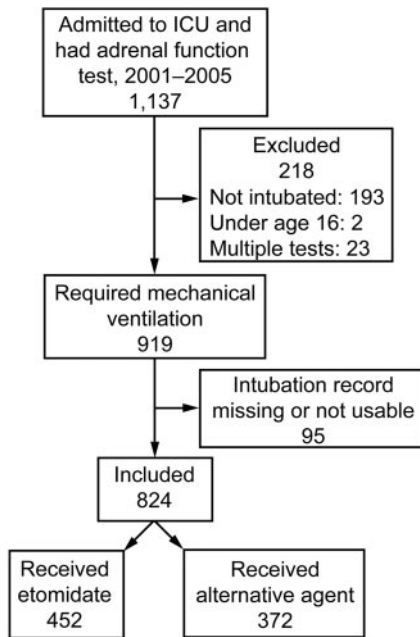 Admitted to ICU and
had adrenal function
test, 2001–2005
1,137
Excluded
218
Not intubated: 193
Under age 16: 2
Multiple tests: 23
Required mechanical
ventilation
919
Intubation record
missing or not usable
95
Included
824
Received
etomidate
452
Received
alternative agent
372